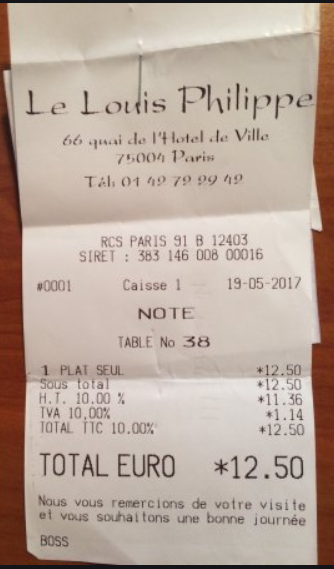 Le Louis Philippe
66 quai de l'Hotel de Ville
75004 Paris
Tél: 01 42 72 29 42
RCS PARIS 91 B 12403
SIRET : 383 146 008 00016
#0001 Caisse 1 19-05-2017
NOTE
TABLE No 38
1 PLAT SEUL *12.50
Sous total *12.50
H.T. 10.00 % *11.36
TVA 10,00% *1.14
TOTAL TTC 10.00% *12.50
TOTAL EURO *12.50
Nous vous remercions de votre visite
et vous souhaitons une bonne journée
BOSS